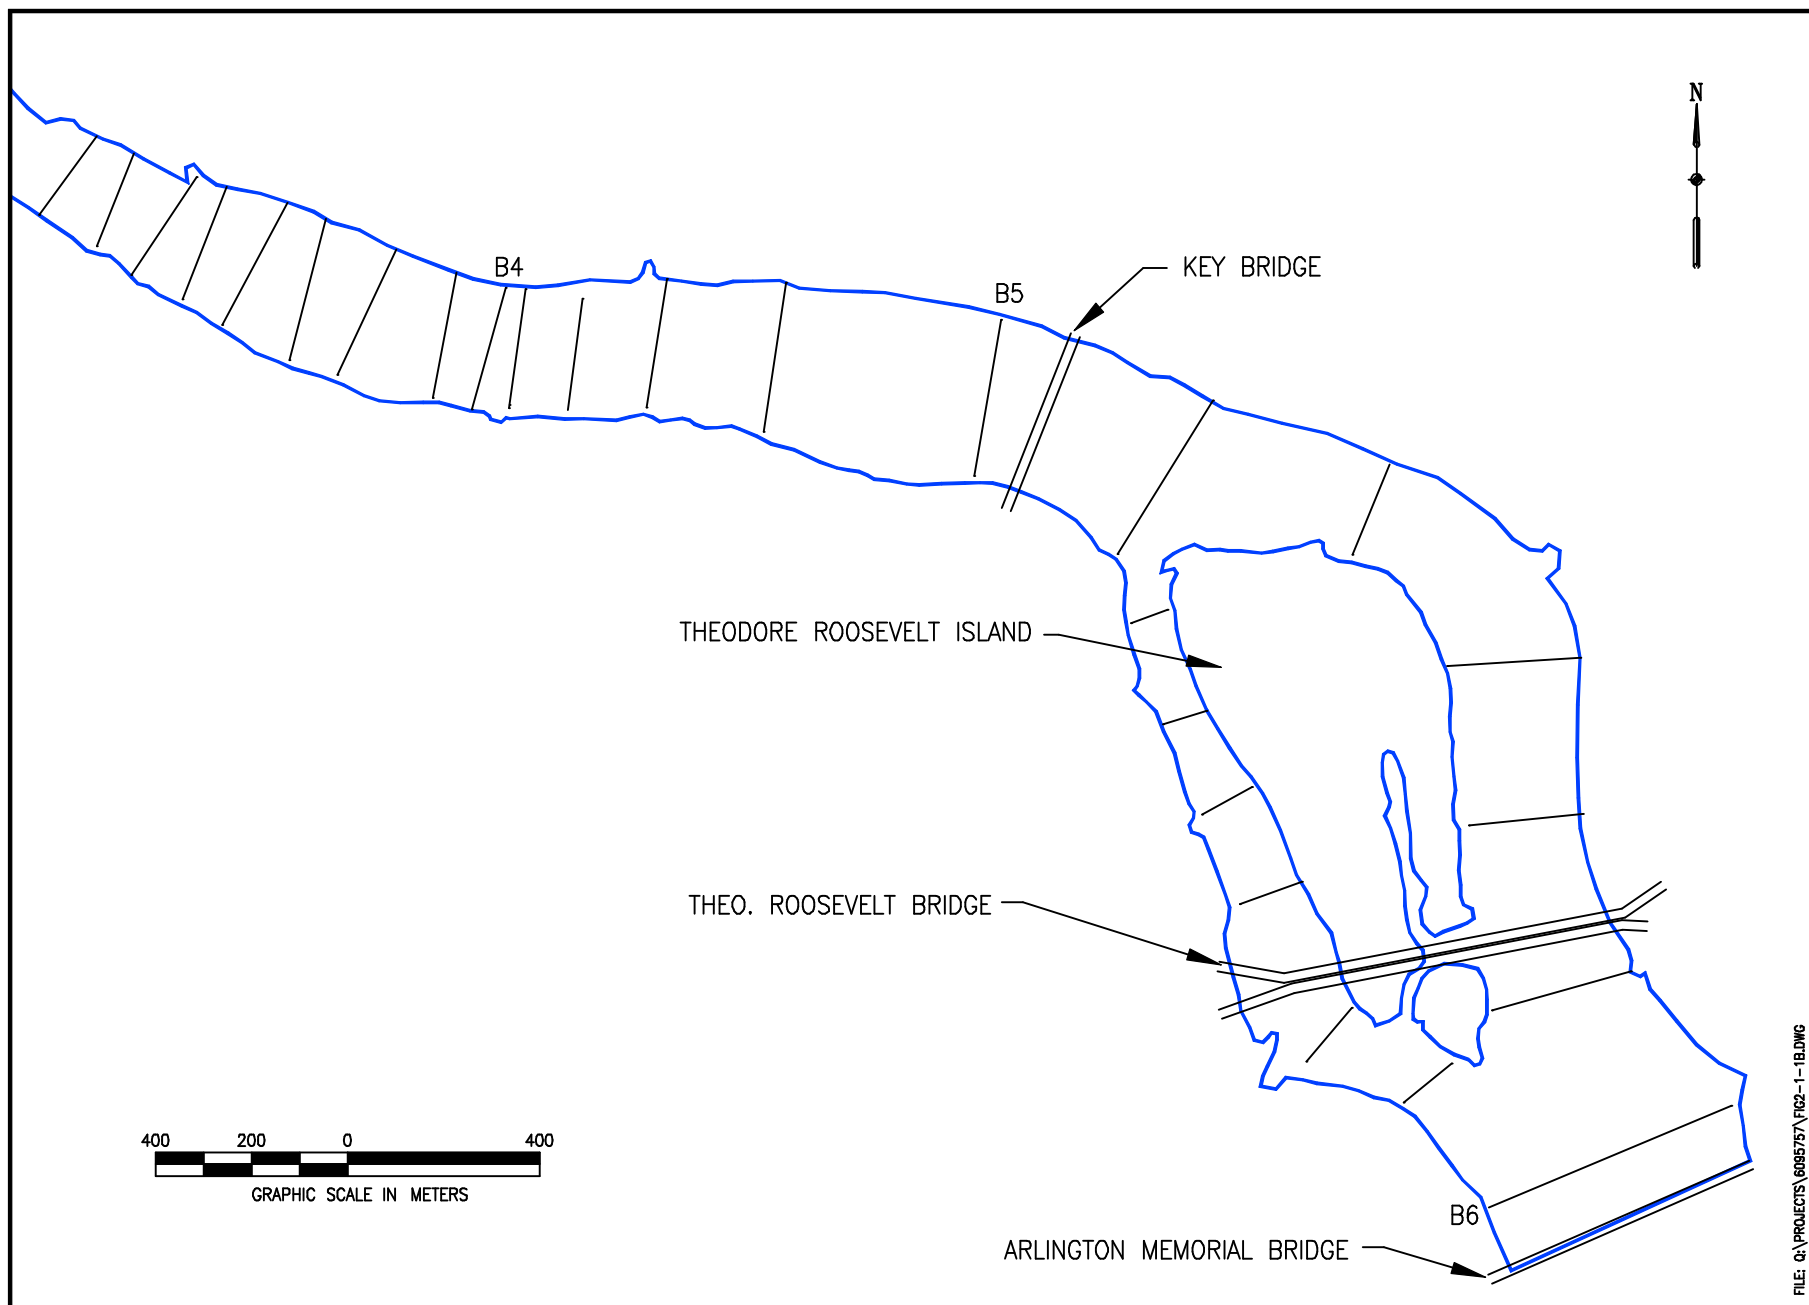 N
B4
KEY BRIDGE
B5
THEODORE ROOSEVELT ISLAND
THEO. ROOSEVELT BRIDGE
400 200 0 400
GRAPHIC SCALE IN METERS
B6
ARLINGTON MEMORIAL BRIDGE
FILE: Q:\PROJECTS\6095757\FIG2-1-1B.DWG